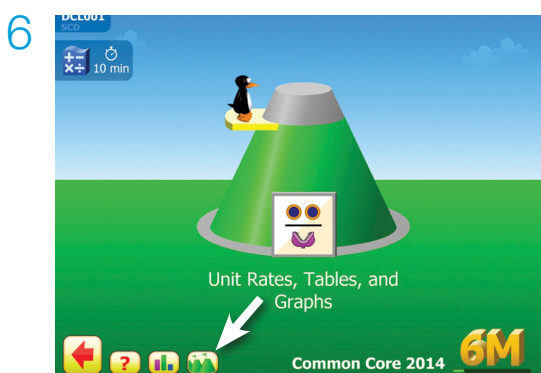 6
DCL001
SCD
10 min
Unit Rates, Tables, and
Graphs
?
Common Core 2014
6M